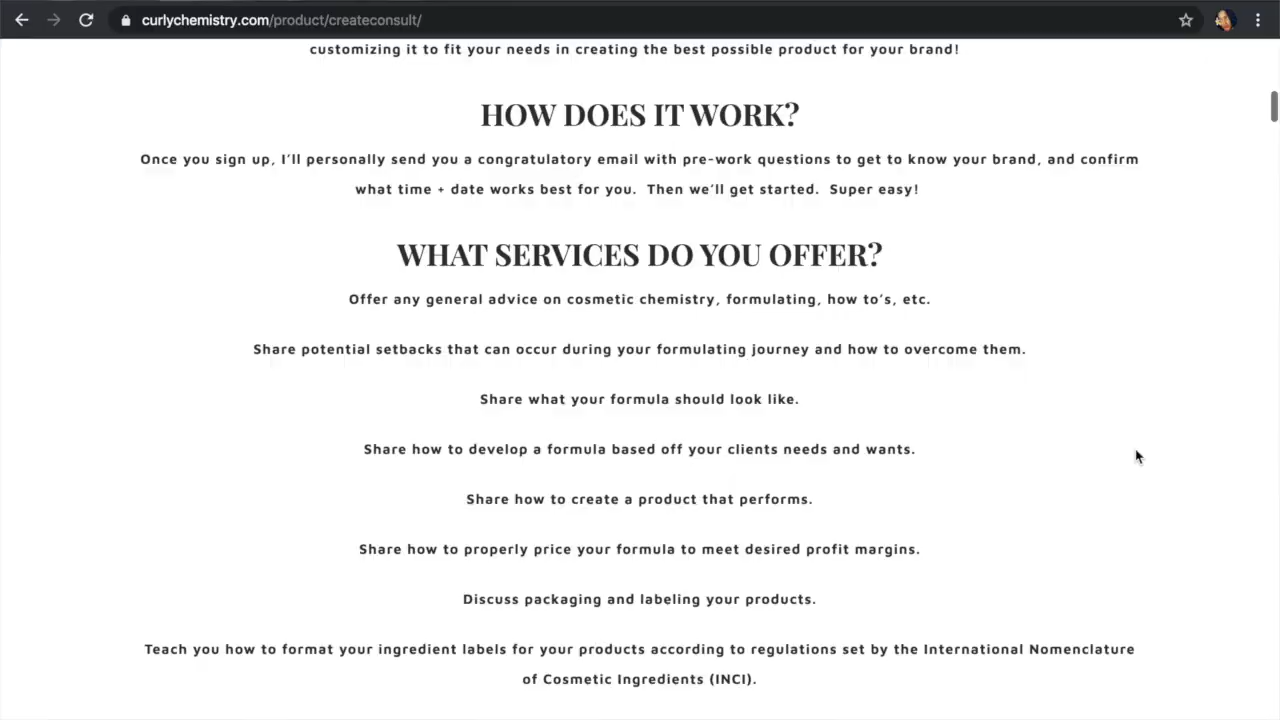 curlychemistry.com/product/createconsult/
customizing it to fit your needs in creating the best possible product for your brand!
HOW DOES IT WORK?
Once you sign up, I'll personally send you a congratulatory email with pre-work questions to get to know your brand, and confirm
what time + date works best for you.  Then we'll get started.  Super easy!
WHAT SERVICES DO YOU OFFER?
Offer any general advice on cosmetic chemistry, formulating, how to's, etc.
Share potential setbacks that can occur during your formulating journey and how to overcome them.
Share what your formula should look like.
Share how to develop a formula based off your clients needs and wants.
Share how to create a product that performs.
Share how to properly price your formula to meet desired profit margins.
Discuss packaging and labeling your products.
Teach you how to format your ingredient labels for your products according to regulations set by the International Nomenclature
of Cosmetic Ingredients (INCI).